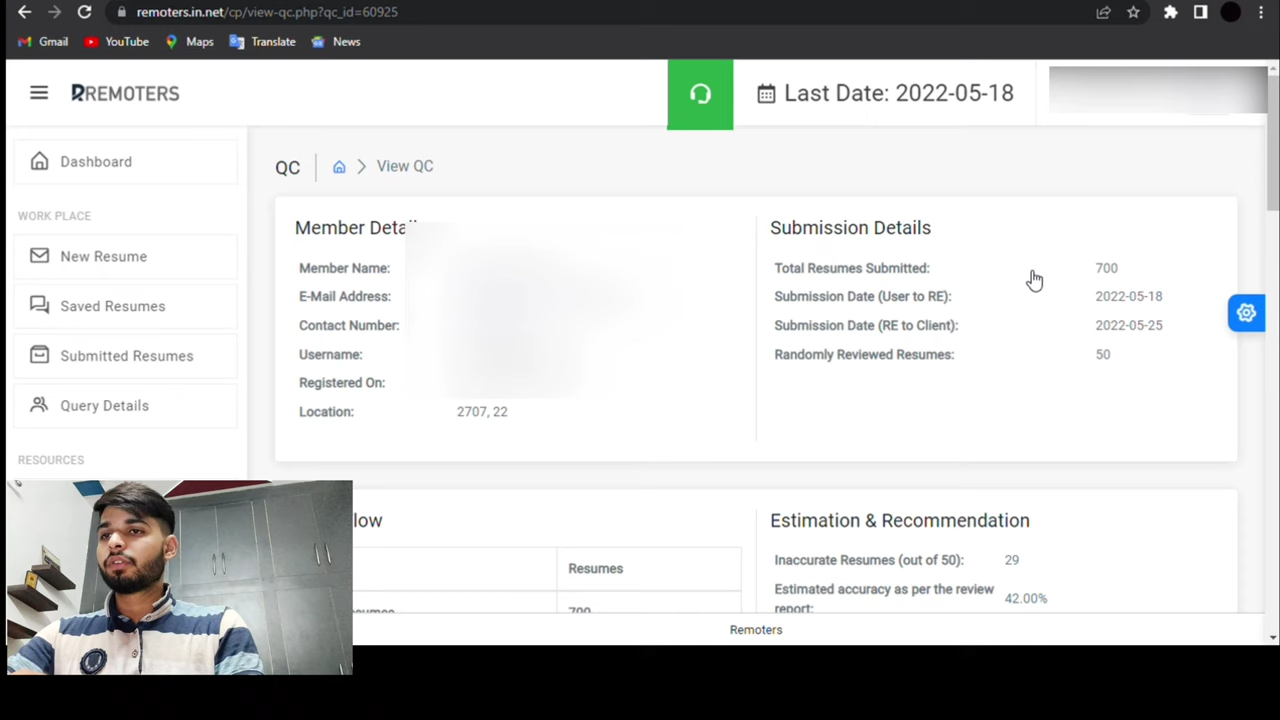 remoters.in.net/cp/view-qc.php?qc_id=60925
Gmail YouTube Maps Translate News
REMOTERS
Last Date: 2022-05-18
Dashboard
WORK PLACE
New Resume
Saved Resumes
Submitted Resumes
Query Details
RESOURCES
QC View QC
Member Detai
Member Name:
E-Mail Address:
Contact Number:
Username:
Registered On:
Location: 2707, 22
Submission Details
Total Resumes Submitted: 700
Submission Date (User to RE): 2022-05-18
Submission Date (RE to Client): 2022-05-25
Randomly Reviewed Resumes: 50
low
Resumes
700
Estimation & Recommendation
Inaccurate Resumes (out of 50): 29
Estimated accuracy as per the review
report: 42.00%
Remoters